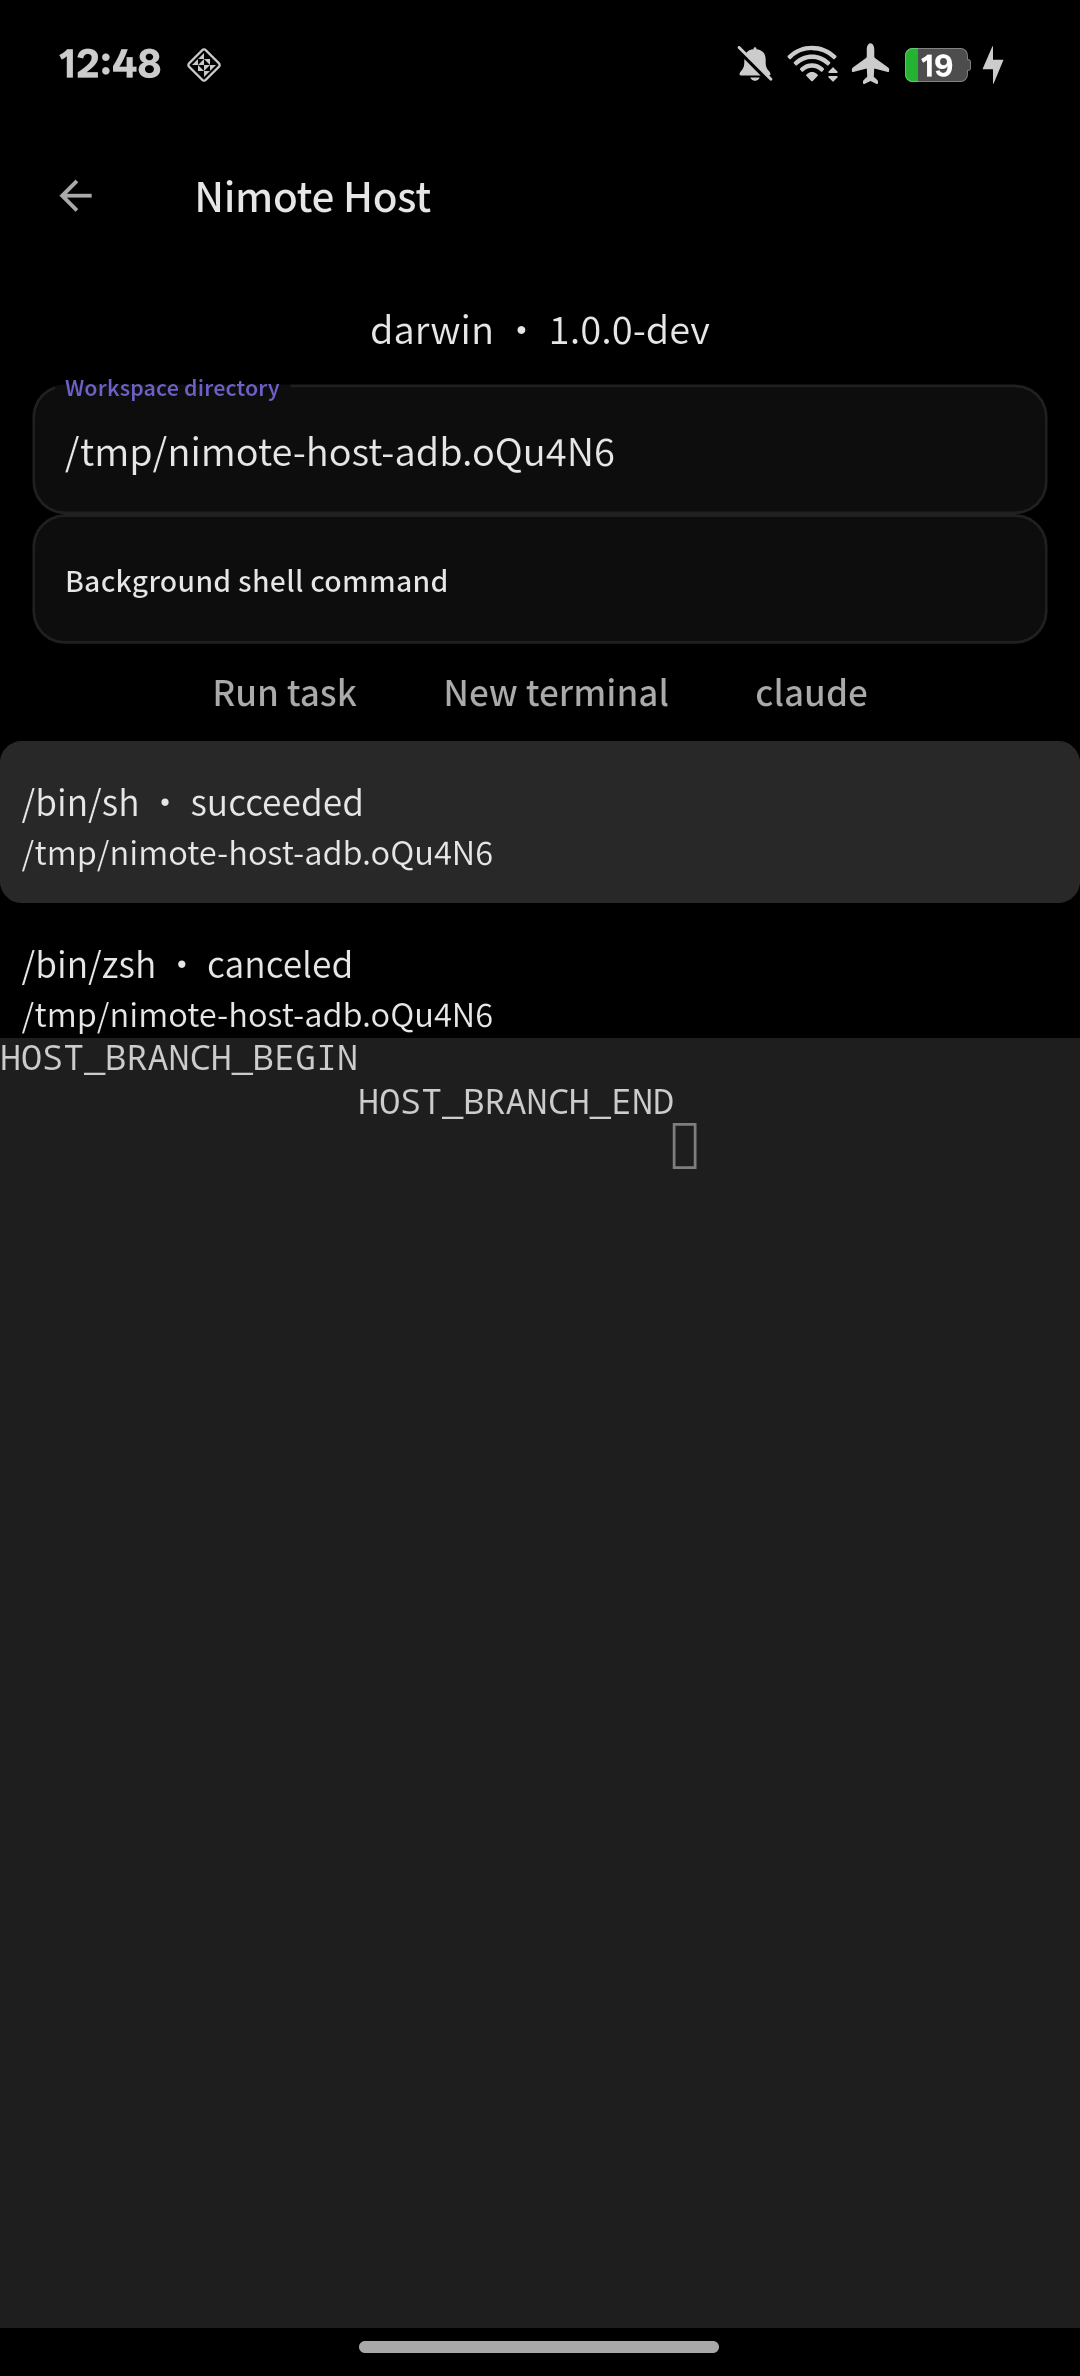 12:48
19
Nimote Host
darwin • 1.0.0-dev
Workspace directory
/tmp/nimote-host-adb.oQu4N6
Background shell command
Run task New terminal claude
/bin/sh • succeeded
/tmp/nimote-host-adb.oQu4N6
/bin/zsh • canceled
/tmp/nimote-host-adb.oQu4N6
HOST_BRANCH_BEGIN
HOST_BRANCH_END